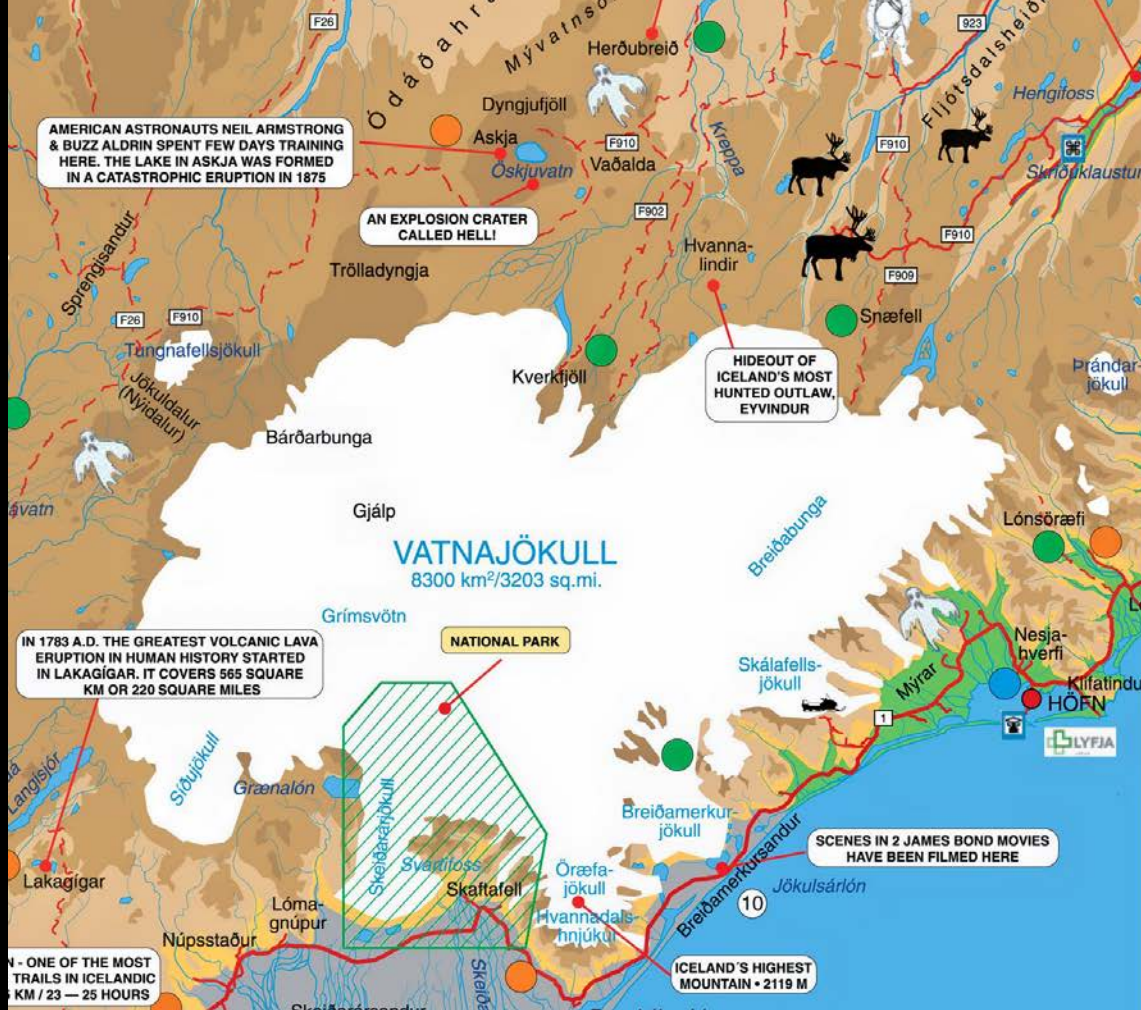 F26
923
Herðubreið
Fljótsdalsheiði
Hengifoss
Dyngjufjöll
AMERICAN ASTRONAUTS NEIL ARMSTRONG
& BUZZ ALDRIN SPENT FEW DAYS TRAINING
HERE. THE LAKE IN ASKJA WAS FORMED
IN A CATASTROPHIC ERUPTION IN 1875
Askja
F910
Kreppa
F910
Öskjuvatn
Vaðalda
Skriðuklaustur
AN EXPLOSION CRATER
CALLED HELL!
F902
F910
Hvanna-
lindir
Trölladyngja
F909
Sprengisandur
F26
F910
Snæfell
Tungnafellsjökull
HIDEOUT OF
ICELAND'S MOST
HUNTED OUTLAW,
EYVINDUR
Þrándar-
jökull
Kverkfjöll
Jökuldalur
(Nýidalur)
Bárðarbunga
Gjálp
Lónsöræfi
VATNAJÖKULL
8300 km²/3203 sq.mi.
Breiðabunga
Grímsvötn
IN 1783 A.D. THE GREATEST VOLCANIC LAVA
ERUPTION IN HUMAN HISTORY STARTED
IN LAKAGÍGAR. IT COVERS 565 SQUARE
KM OR 220 SQUARE MILES
NATIONAL PARK
Nesja-
hverfi
Skálafells-
jökull
Mýrar
Klifatindu
HÖFN
1
LYFJA
Síðujökull
Langisjór
Grænalón
Skeiðarárjökull
Breiðamerkur-
jökull
SCENES IN 2 JAMES BOND MOVIES
HAVE BEEN FILMED HERE
Svartifoss
Lakagígar
Skaftafell
Öræfa-
jökull
Jökulsárlón
Breiðamerkursandur
10
Lóma-
gnúpur
Hvannadals-
hnjúkur
Núpsstaður
N - ONE OF THE MOST
TRAILS IN ICELANDIC
KM / 23 — 25 HOURS
ICELAND´S HIGHEST
MOUNTAIN • 2119 M